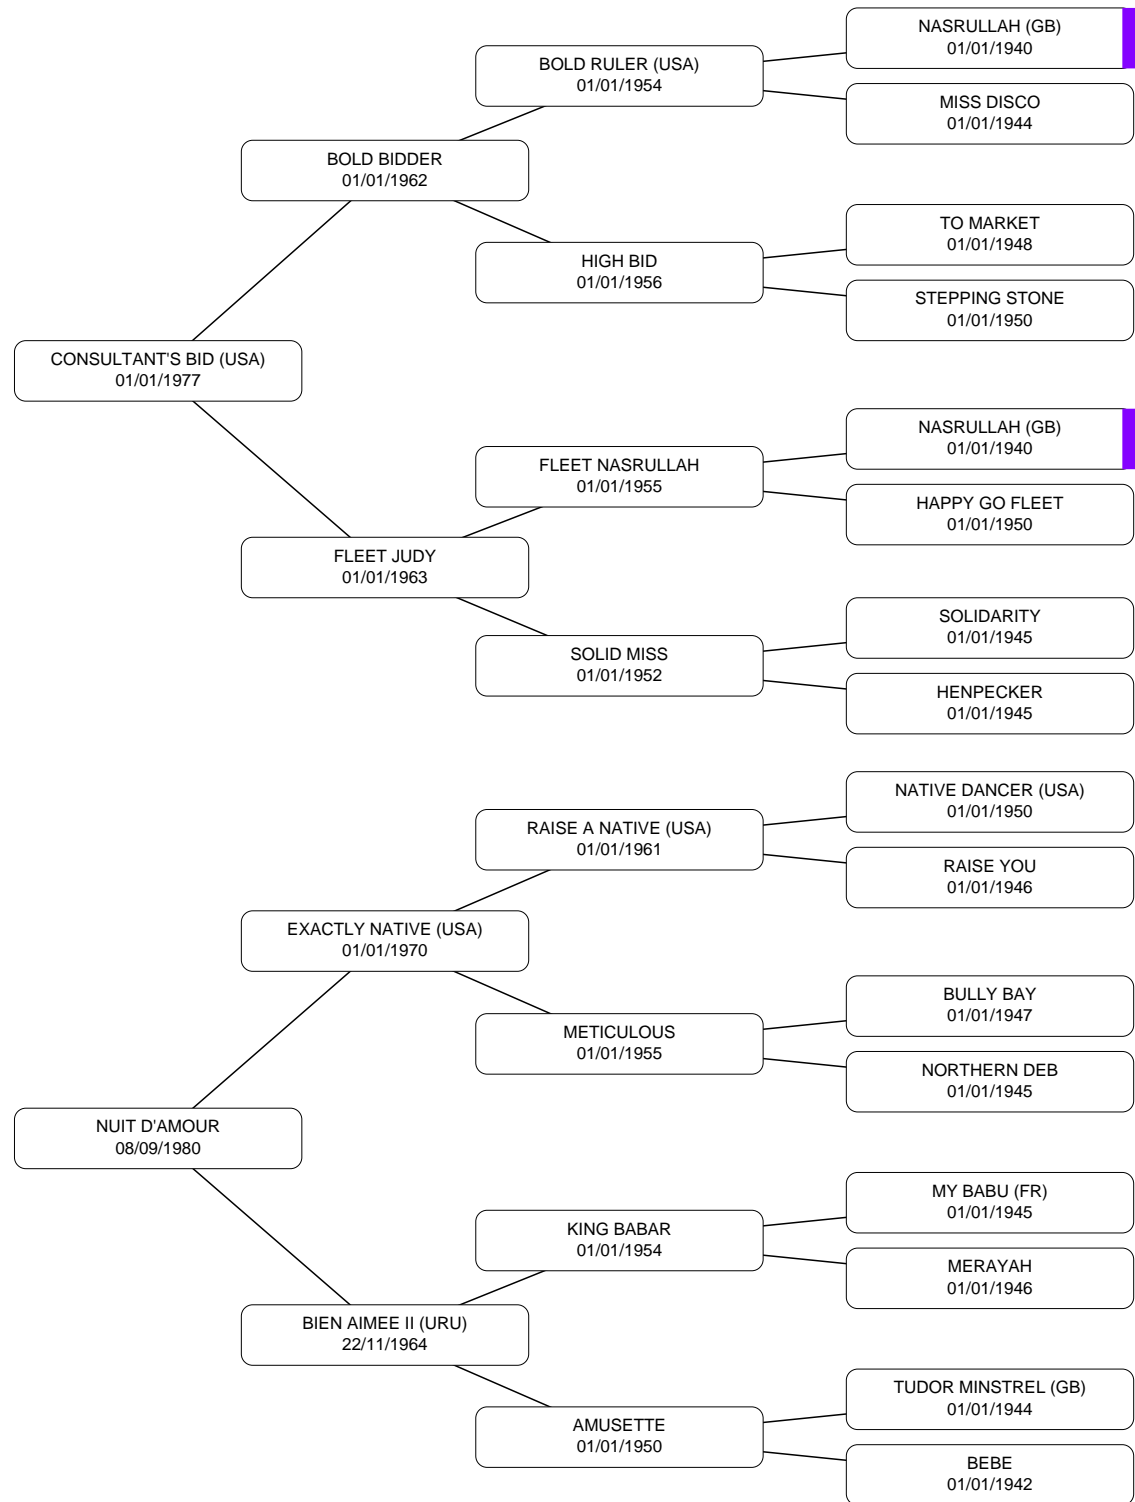 NASRULLAH (GB)
01/01/1940
BOLD RULER (USA)
01/01/1954
MISS DISCO
01/01/1944
BOLD BIDDER
01/01/1962
TO MARKET
01/01/1948
HIGH BID
01/01/1956
STEPPING STONE
01/01/1950
CONSULTANT'S BID (USA)
01/01/1977
NASRULLAH (GB)
01/01/1940
FLEET NASRULLAH
01/01/1955
HAPPY GO FLEET
01/01/1950
FLEET JUDY
01/01/1963
SOLIDARITY
01/01/1945
SOLID MISS
01/01/1952
HENPECKER
01/01/1945
NATIVE DANCER (USA)
01/01/1950
RAISE A NATIVE (USA)
01/01/1961
RAISE YOU
01/01/1946
EXACTLY NATIVE (USA)
01/01/1970
BULLY BAY
01/01/1947
METICULOUS
01/01/1955
NORTHERN DEB
01/01/1945
NUIT D'AMOUR
08/09/1980
MY BABU (FR)
01/01/1945
KING BABAR
01/01/1954
MERAYAH
01/01/1946
BIEN AIMEE II (URU)
22/11/1964
TUDOR MINSTREL (GB)
01/01/1944
AMUSETTE
01/01/1950
BEBE
01/01/1942